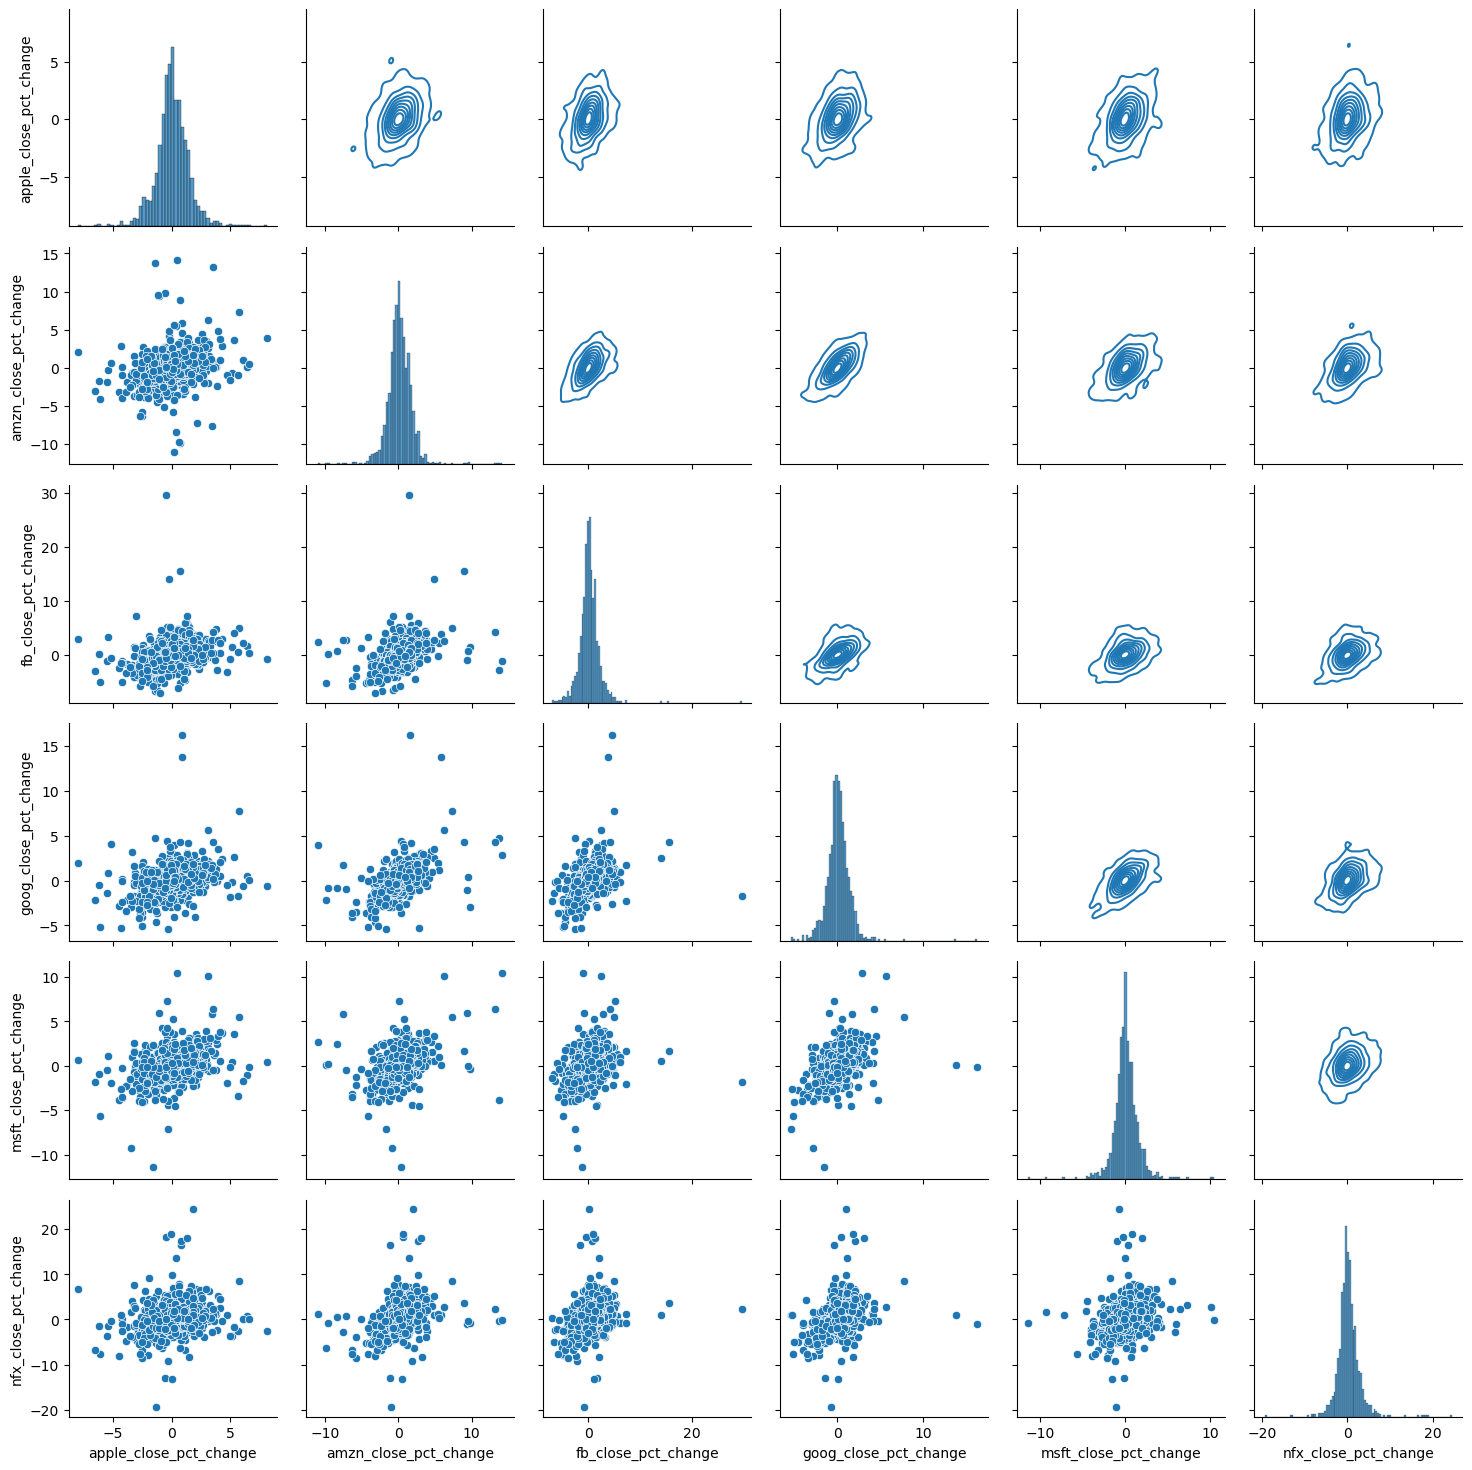 apple_close_pct_change
5
0
−5
amzn_close_pct_change
15
10
5
0
−5
−10
fb_close_pct_change
30
20
10
0
goog_close_pct_change
15
10
5
0
−5
msft_close_pct_change
10
5
0
−5
−10
nfx_close_pct_change
20
10
0
−10
−20
−5 0 5
−10 0 10
0 20
0 10
−10 0 10
−20 0 20
apple_close_pct_change
amzn_close_pct_change
fb_close_pct_change
goog_close_pct_change
msft_close_pct_change
nfx_close_pct_change